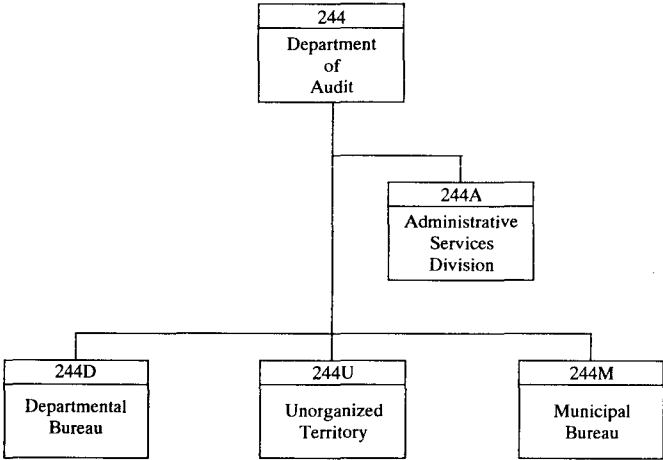 244
Department
of
Audit
244A
Administrative
Services
Division
244D
Departmental
Bureau
244U
Unorganized
Territory
244M
Municipal
Bureau